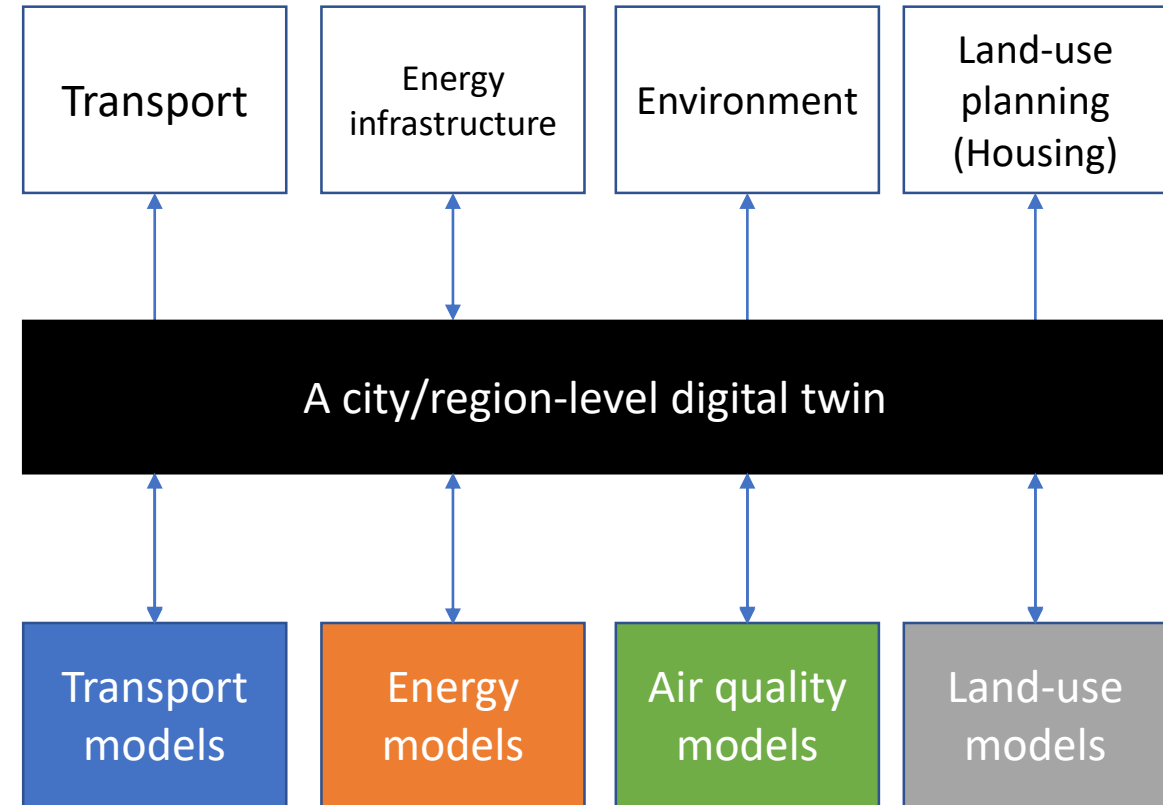 Transport
Energy
infrastructure
Environment
Land-use
planning
(Housing)
A city/region-level digital twin
Transport
models
Energy
models
Air quality
models
Land-use
models